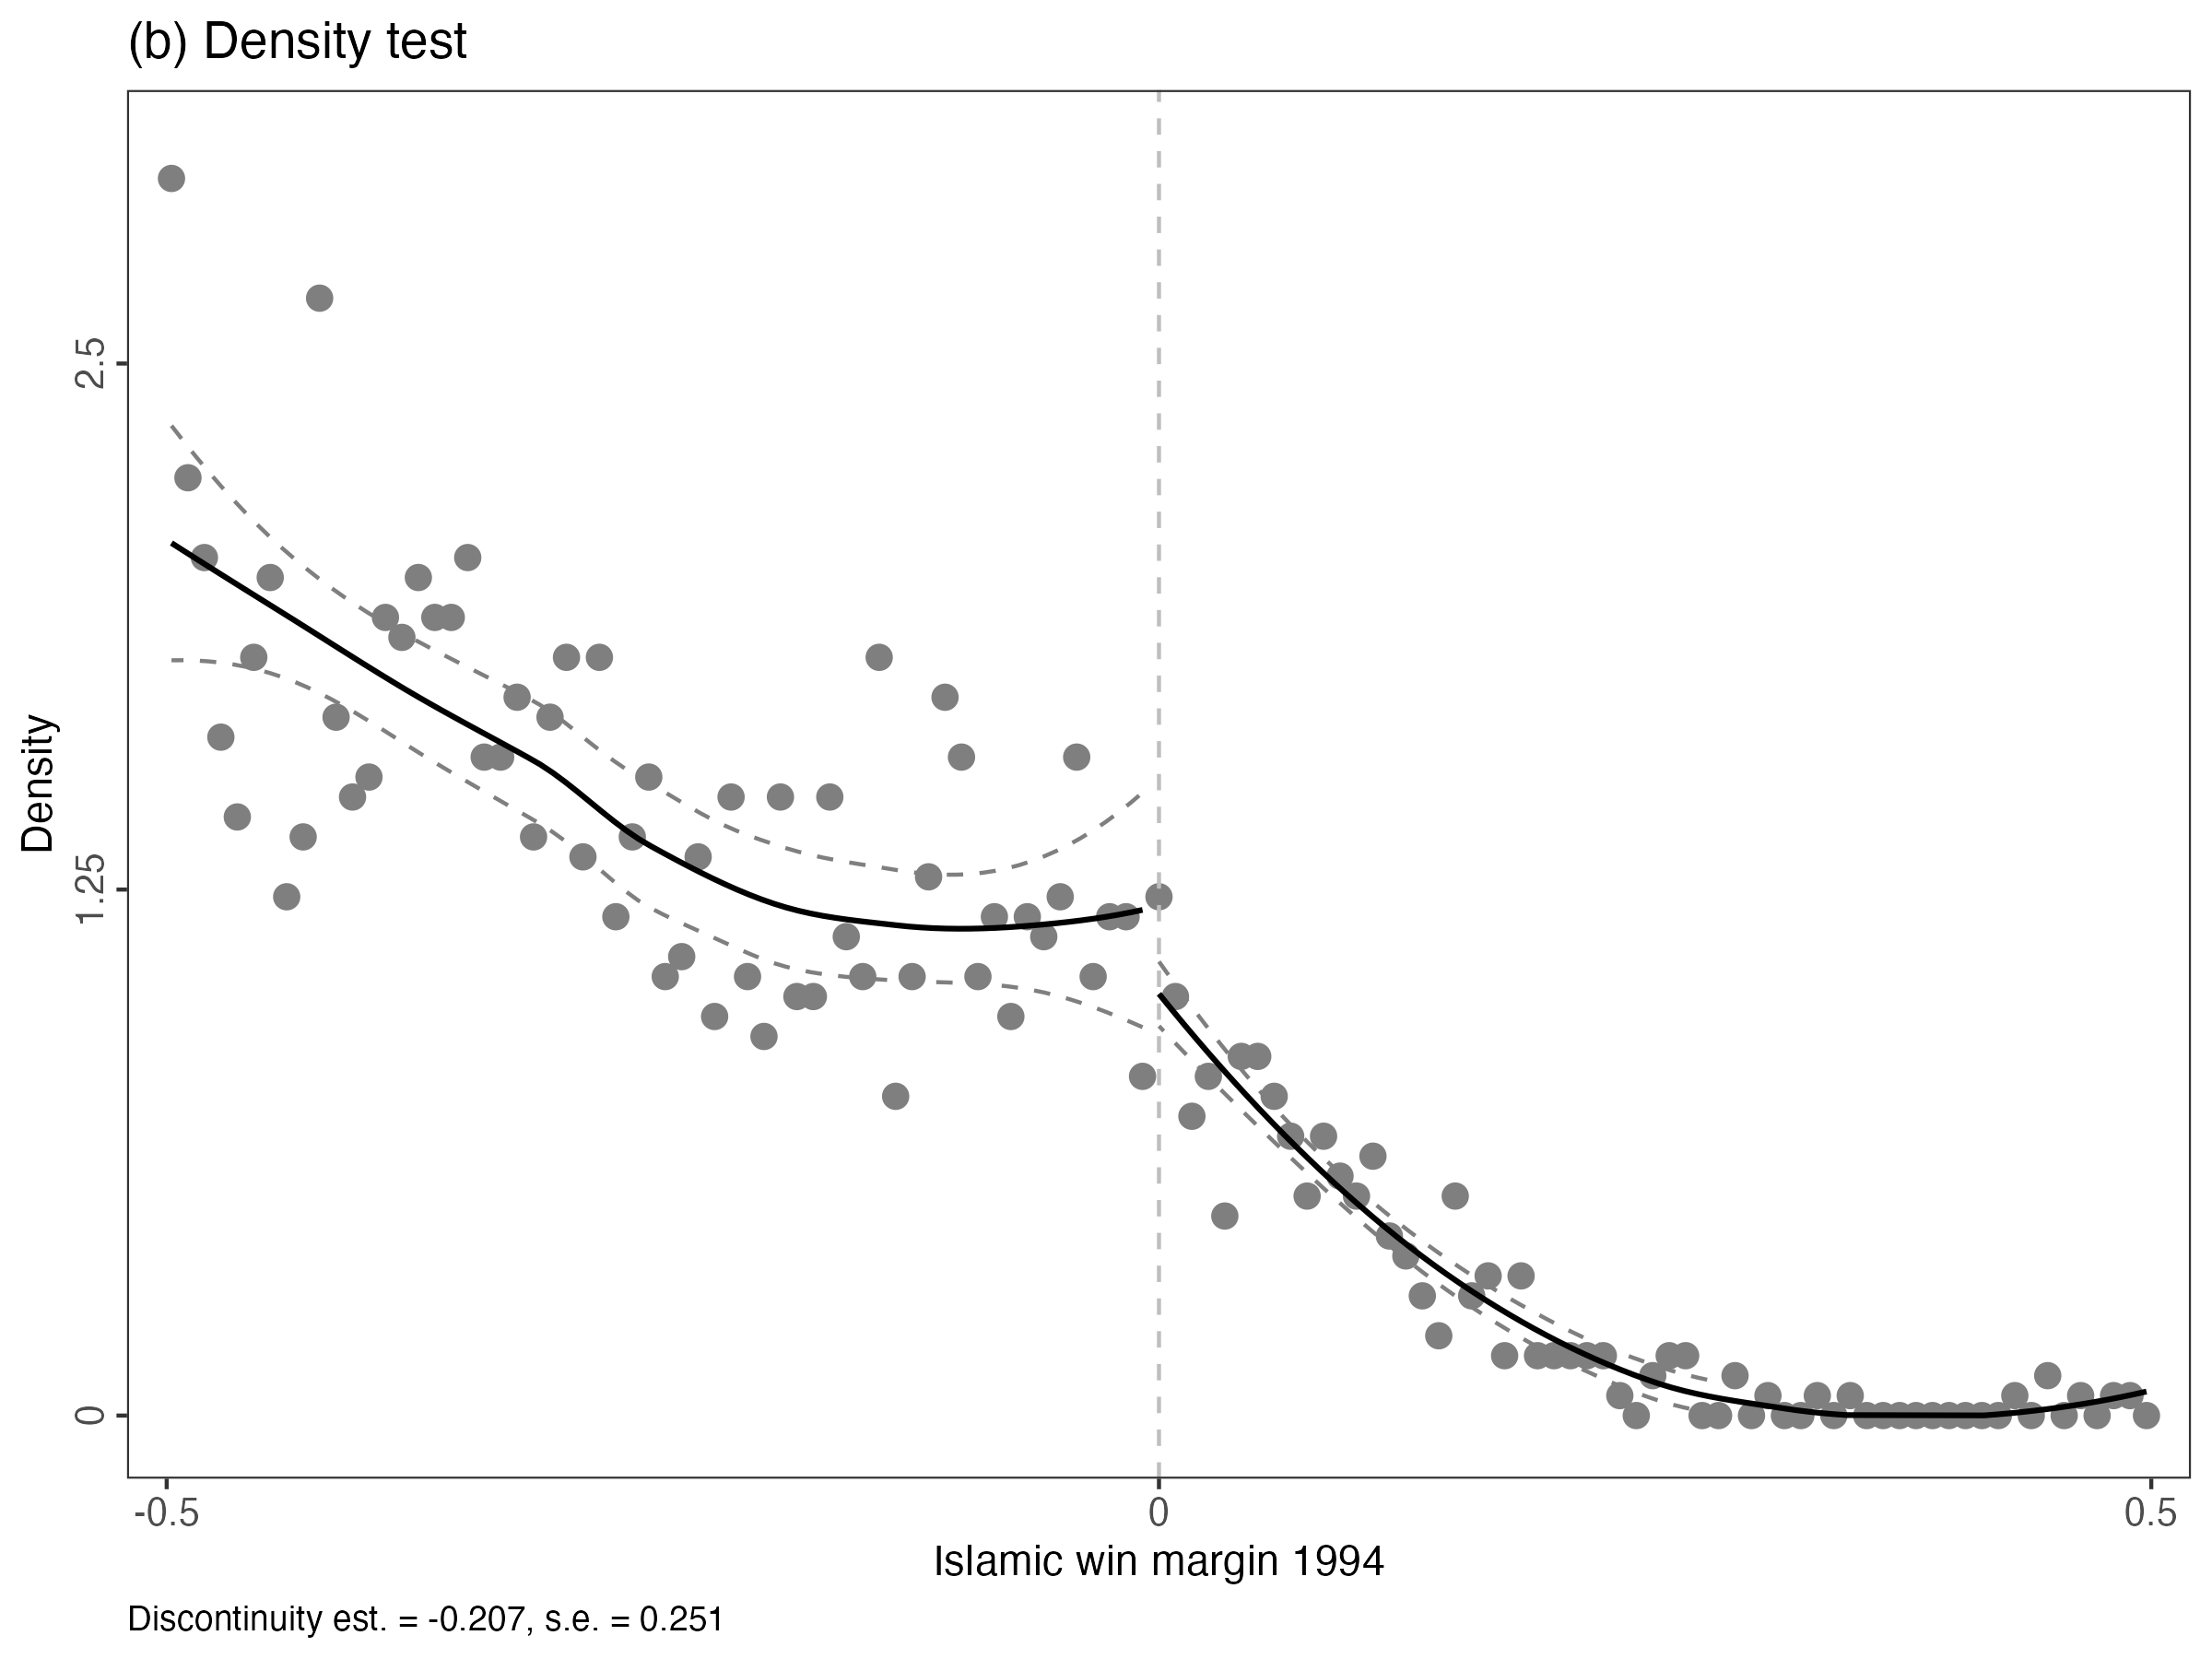 (b) Density test
Density
2.5
1.25
0
-0.5
0
0.5
Islamic win margin 1994
Discontinuity est. = -0.207, s.e. = 0.251